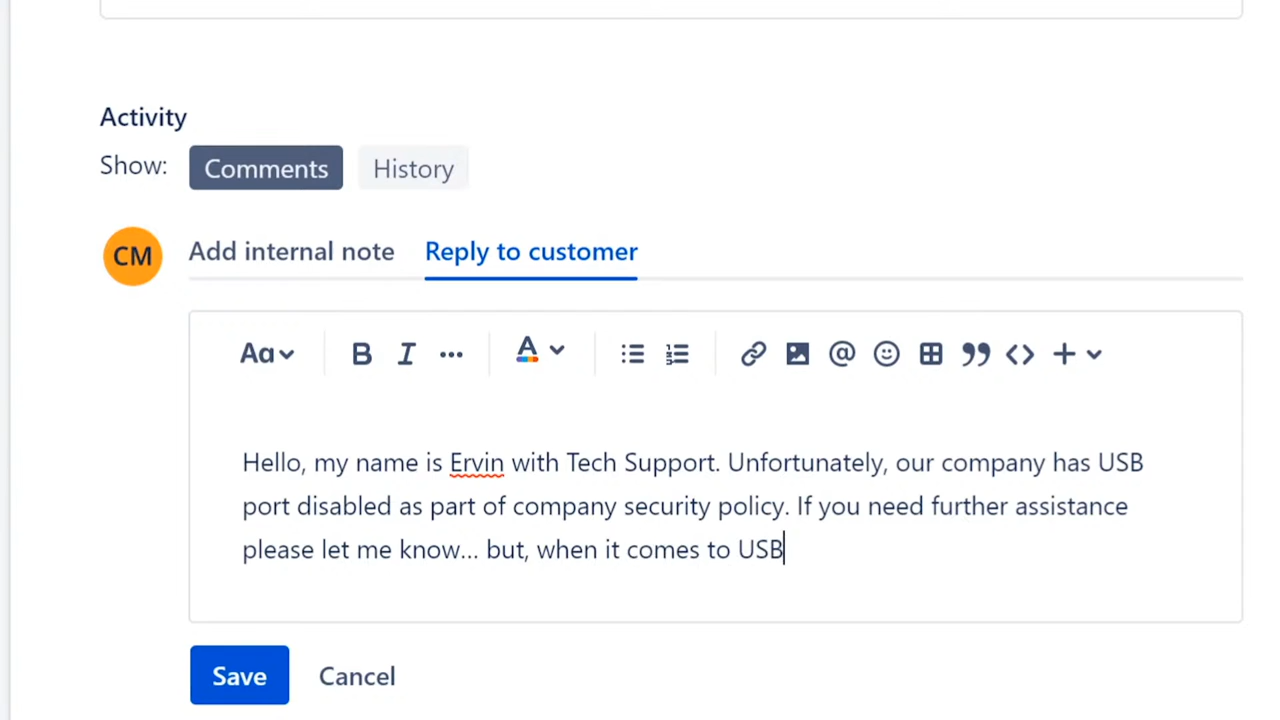 Activity
Show: Comments History
CM Add internal note Reply to customer
Aa B I ... A @ + 
Hello, my name is Ervin with Tech Support. Unfortunately, our company has USB
port disabled as part of company security policy. If you need further assistance
please let me know... but, when it comes to USB
Save Cancel